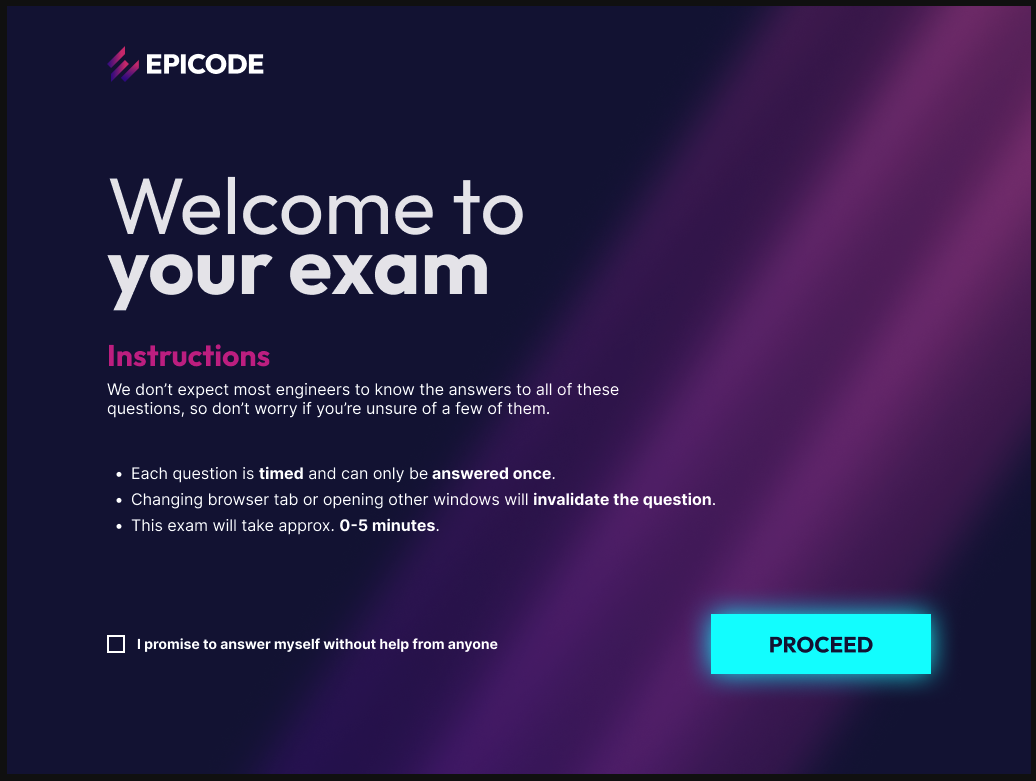 EPICODE
Welcome to
your exam
Instructions
We don’t expect most engineers to know the answers to all of these
questions, so don’t worry if you’re unsure of a few of them.
• Each question is timed and can only be answered once.
• Changing browser tab or opening other windows will invalidate the question.
• This exam will take approx. 0-5 minutes.
I promise to answer myself without help from anyone
PROCEED